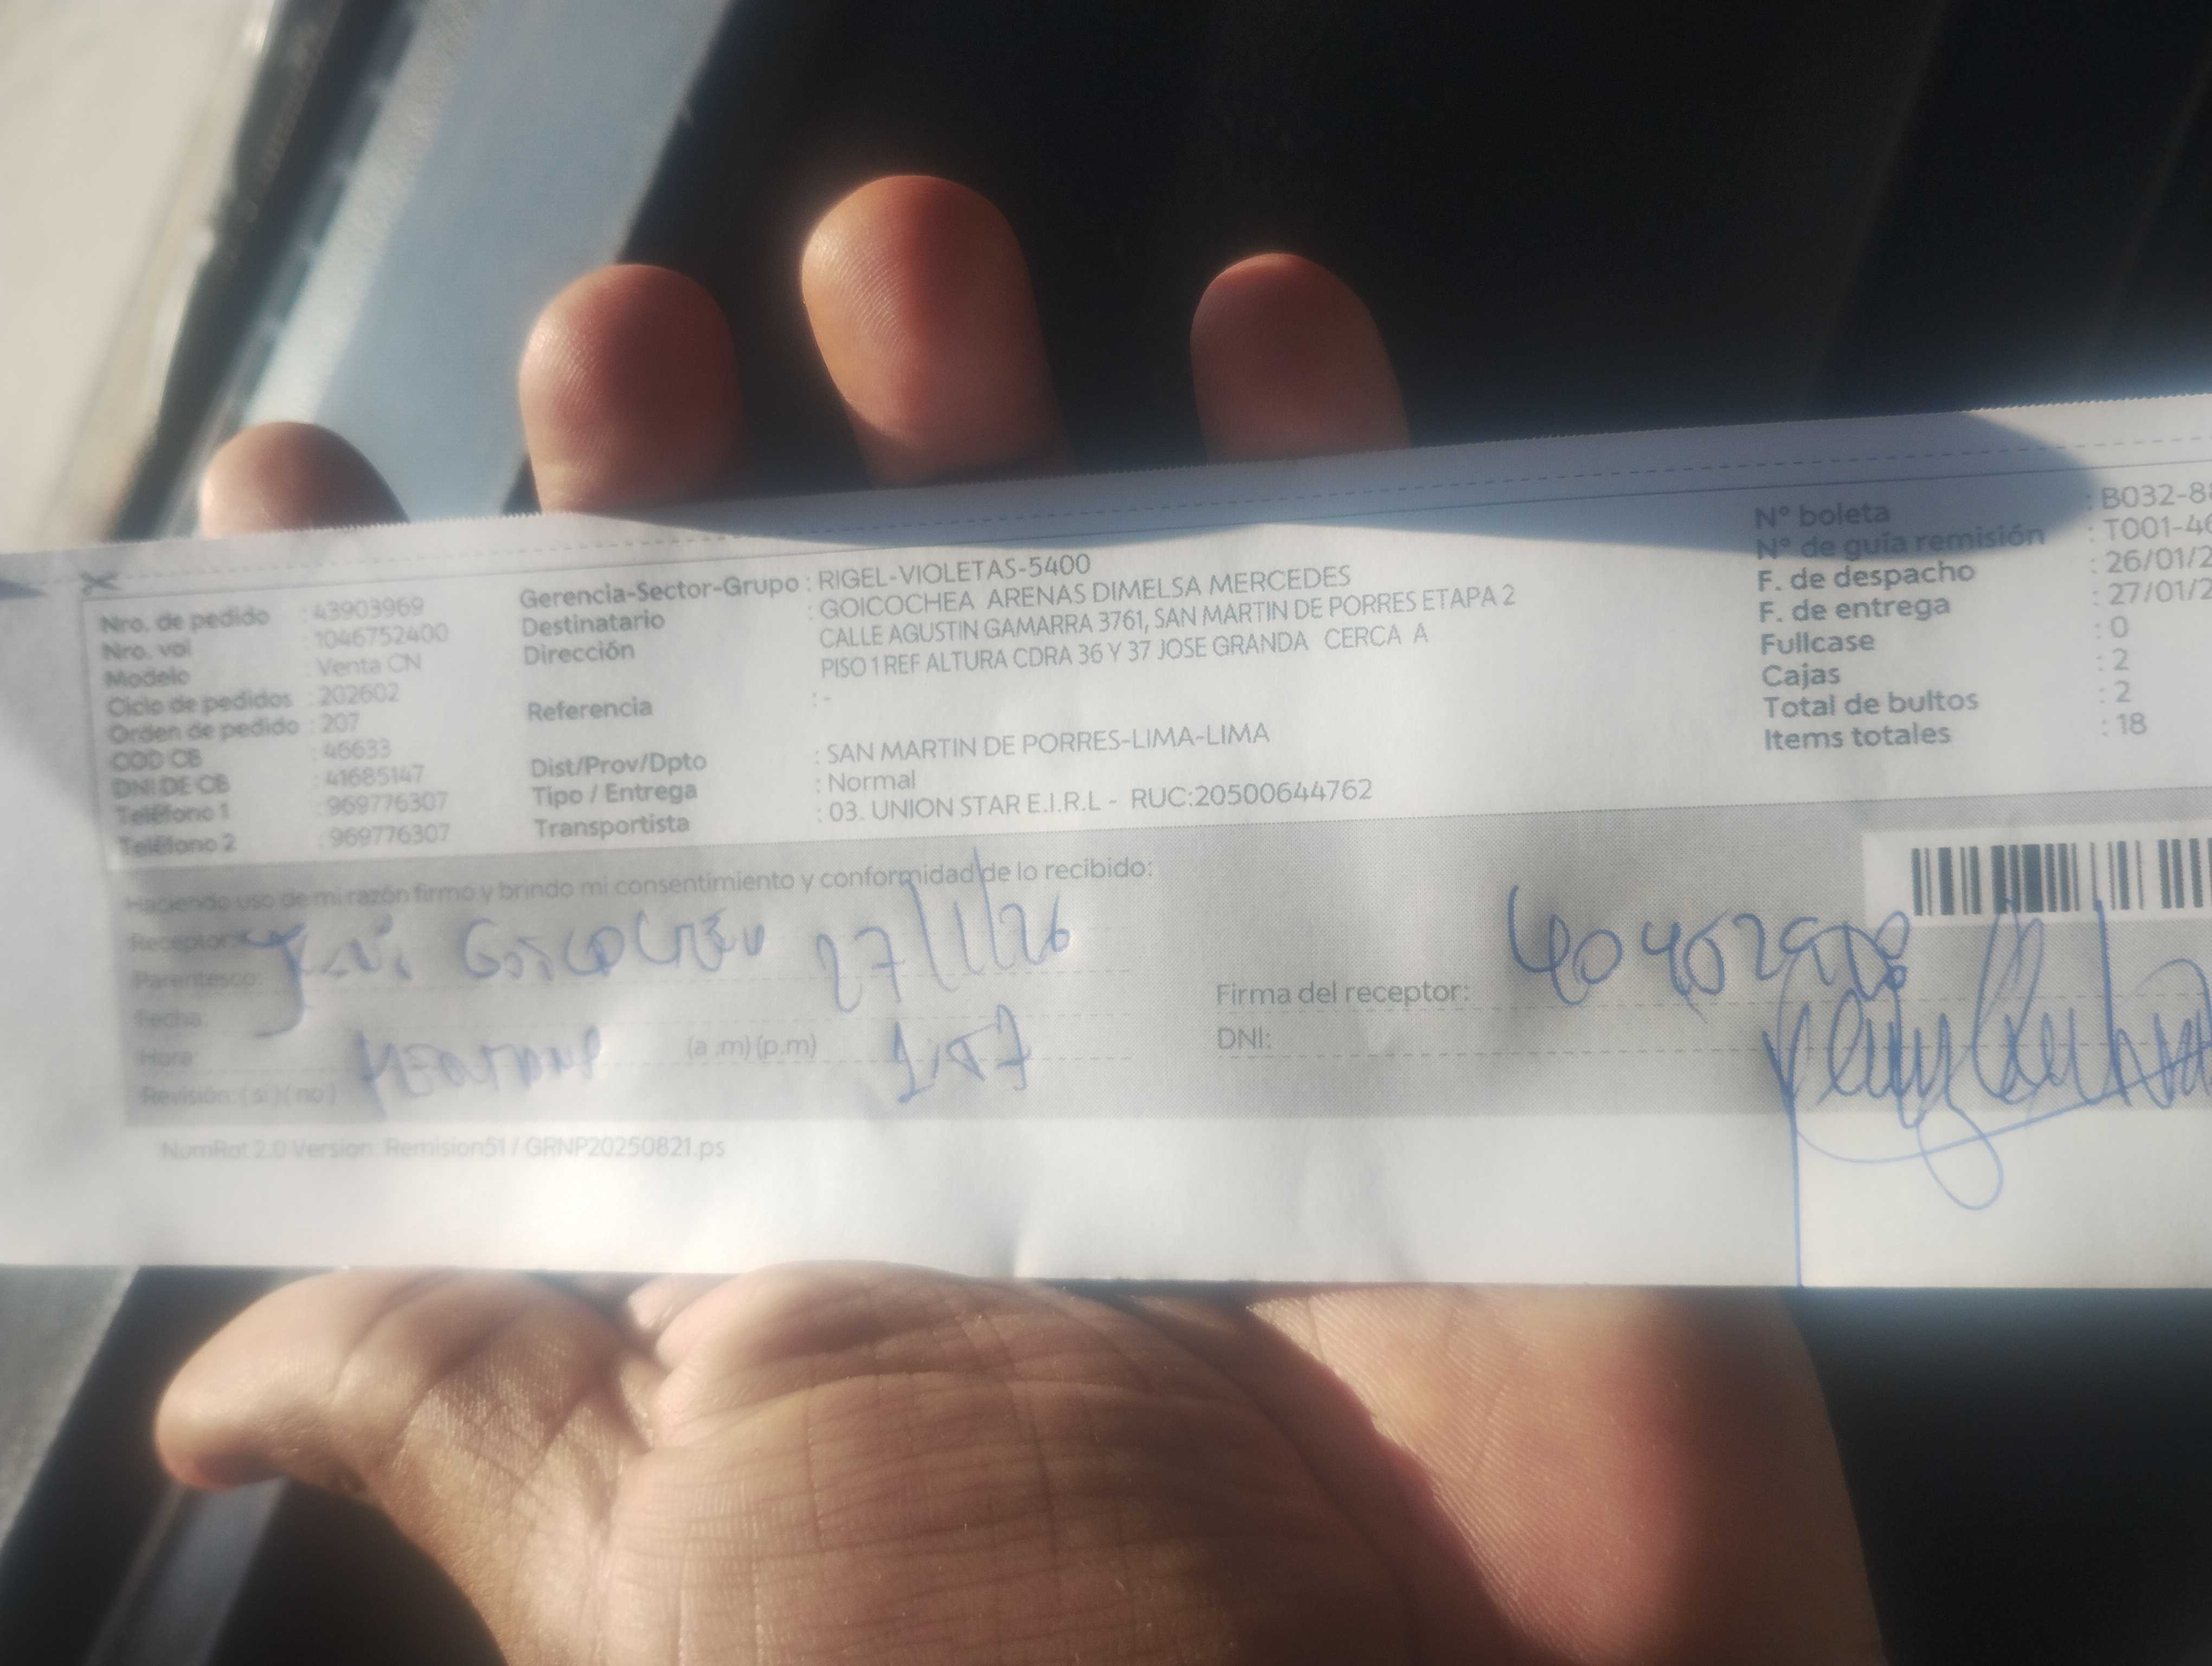 Nro. de pedido : 43903969
Nro. vol : 1046752400
Modelo : Venta CN
Ciclo de pedidos : 202602
Orden de pedido : 207
COD CB : 46633
DNI DE CB : 41685147
Teléfono 1 : 969776307
Teléfono 2 : 969776307
Gerencia-Sector-Grupo : RIGEL-VIOLETAS-5400
Destinatario : GOICOCHEA ARENAS DIMELSA MERCEDES
Dirección CALLE AGUSTIN GAMARRA 3761, SAN MARTIN DE PORRES ETAPA 2
PISO 1 REF ALTURA CDRA 36 Y 37 JOSE GRANDA CERCA A
Referencia : -
Dist/Prov/Dpto : SAN MARTIN DE PORRES-LIMA-LIMA
Tipo / Entrega : Normal
Transportista : 03. UNION STAR E.I.R.L - RUC:20500644762
N° boleta : B032-8
N° de guía remisión : T001-4
F. de despacho : 26/01/2
F. de entrega : 27/01/2
Fullcase : 0
Cajas : 2
Total de bultos : 2
Items totales : 18
Haciendo uso de mi razón firmo y brindo mi consentimiento y conformidad de lo recibido:
Receptor: 27/1/26
Parentesco:
Fecha:
Hora: (a .m) (p.m)
Revisión: ( si ) ( no )
Firma del receptor:
DNI:
NumRot 2.0 Version: Remision51 / GRNP20250821.ps